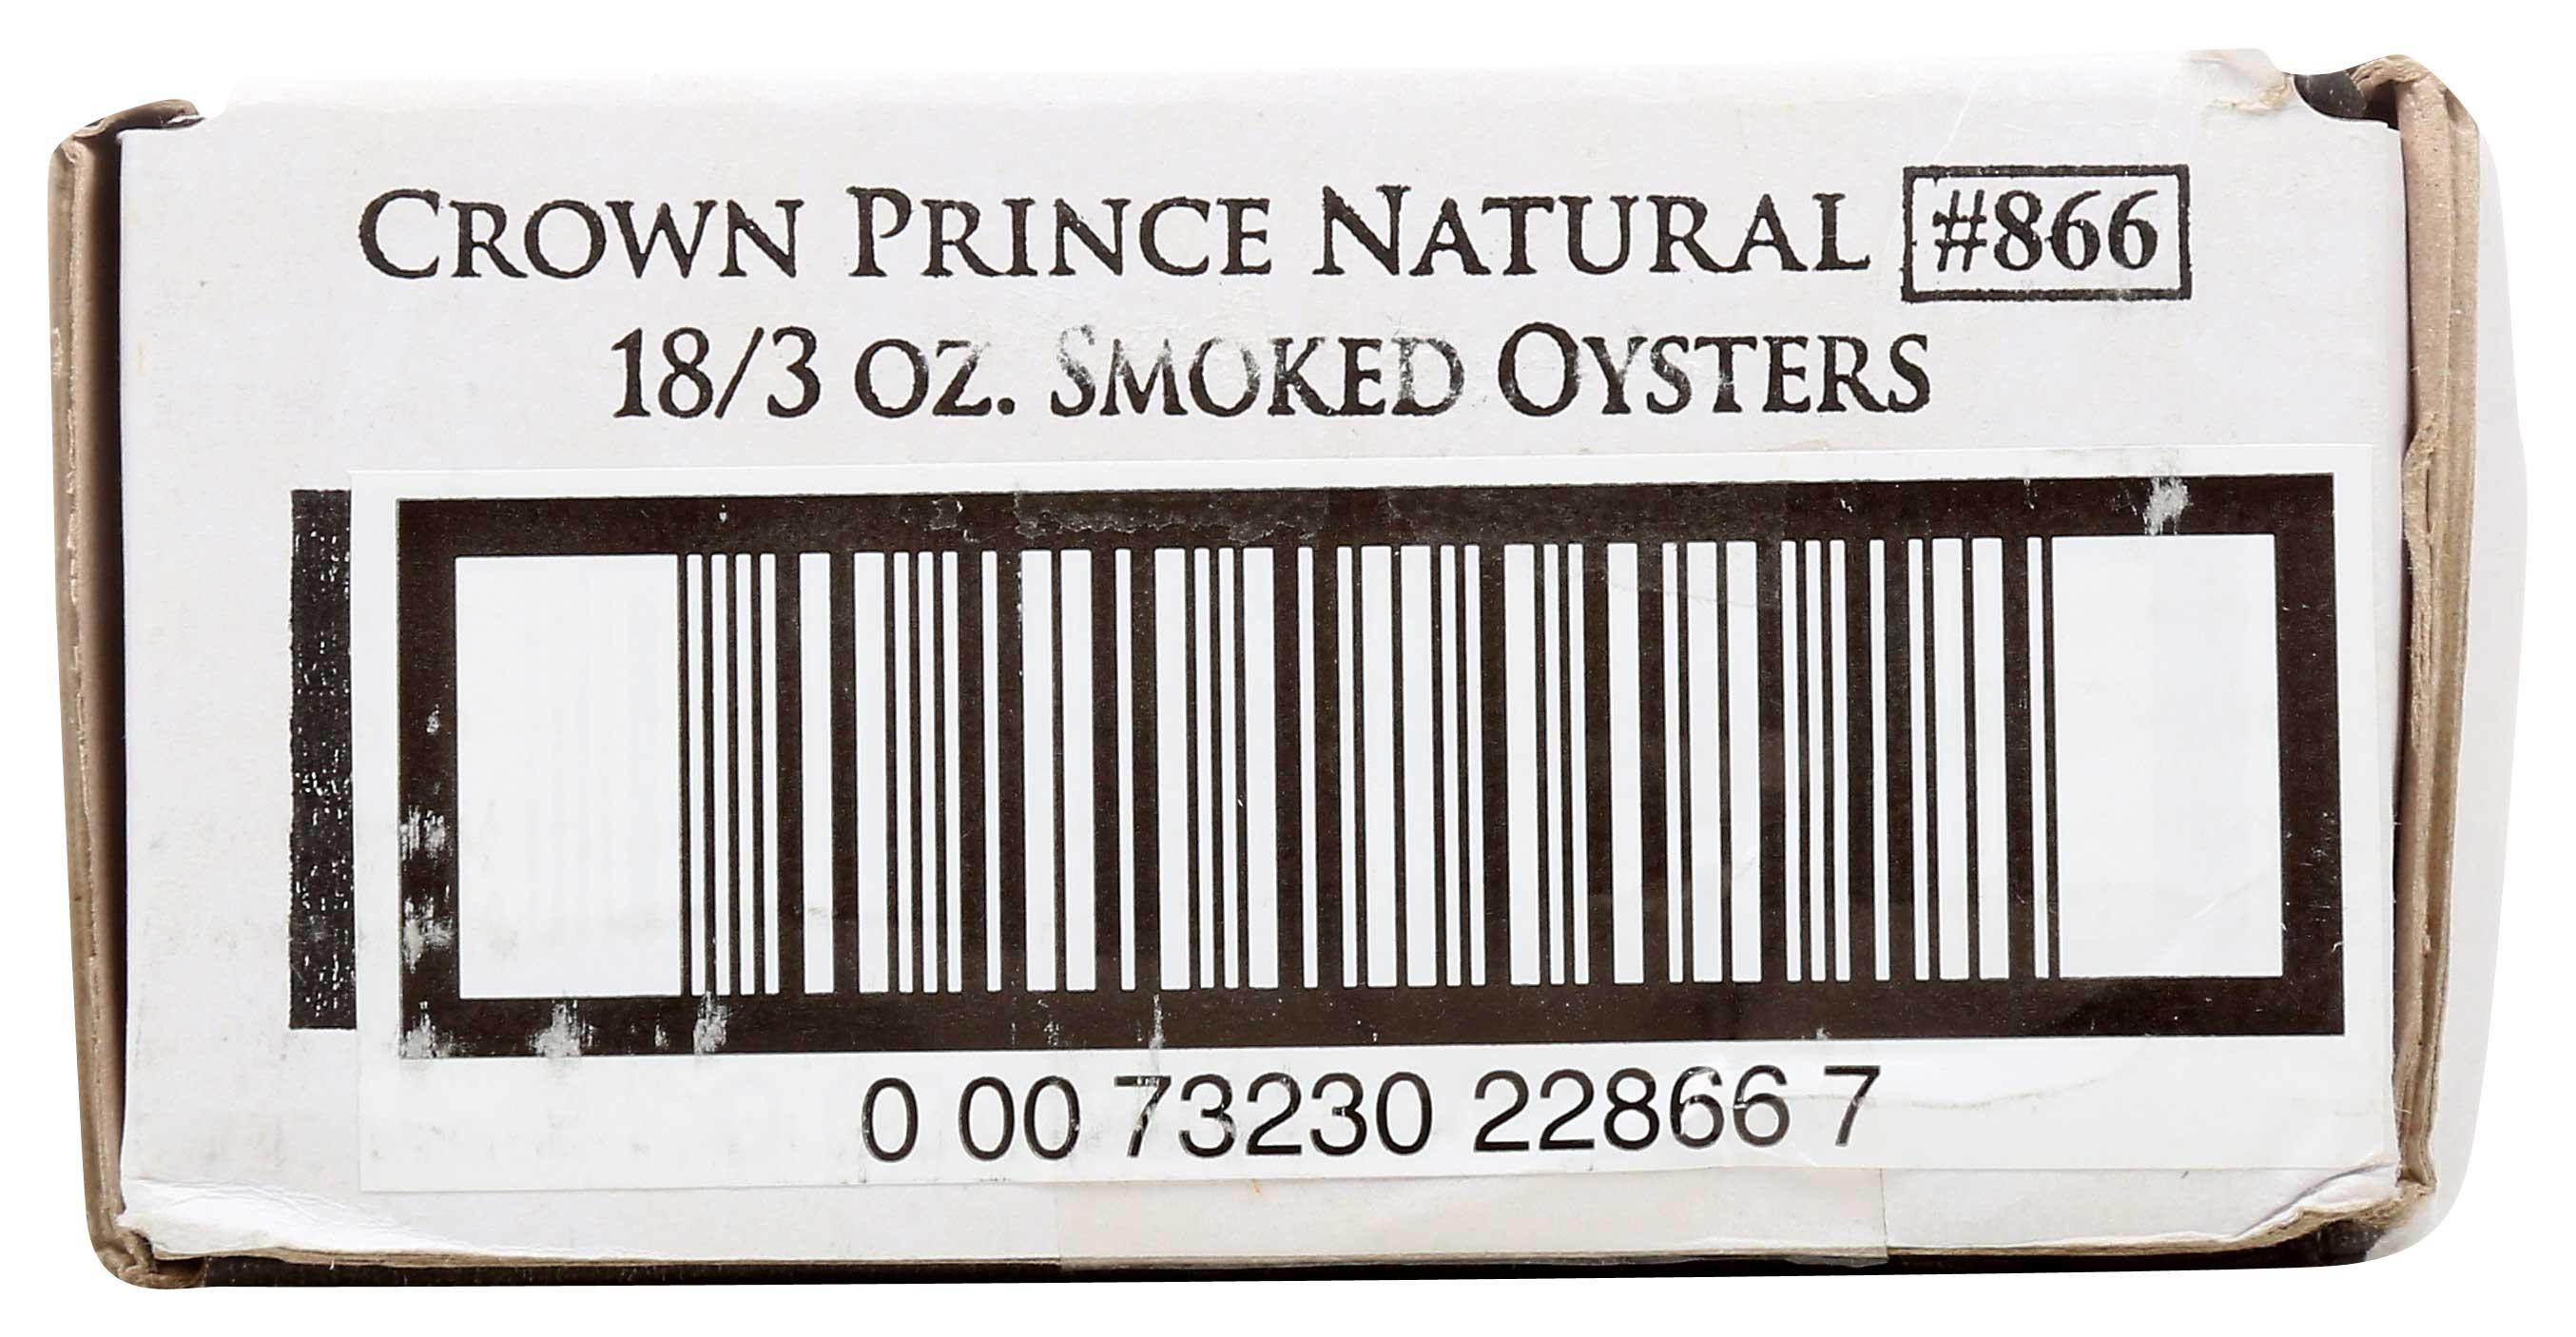 CROWN PRINCE NATURAL #866
18/3 OZ. SMOKED OYSTERS
0 00 73230 22866 7